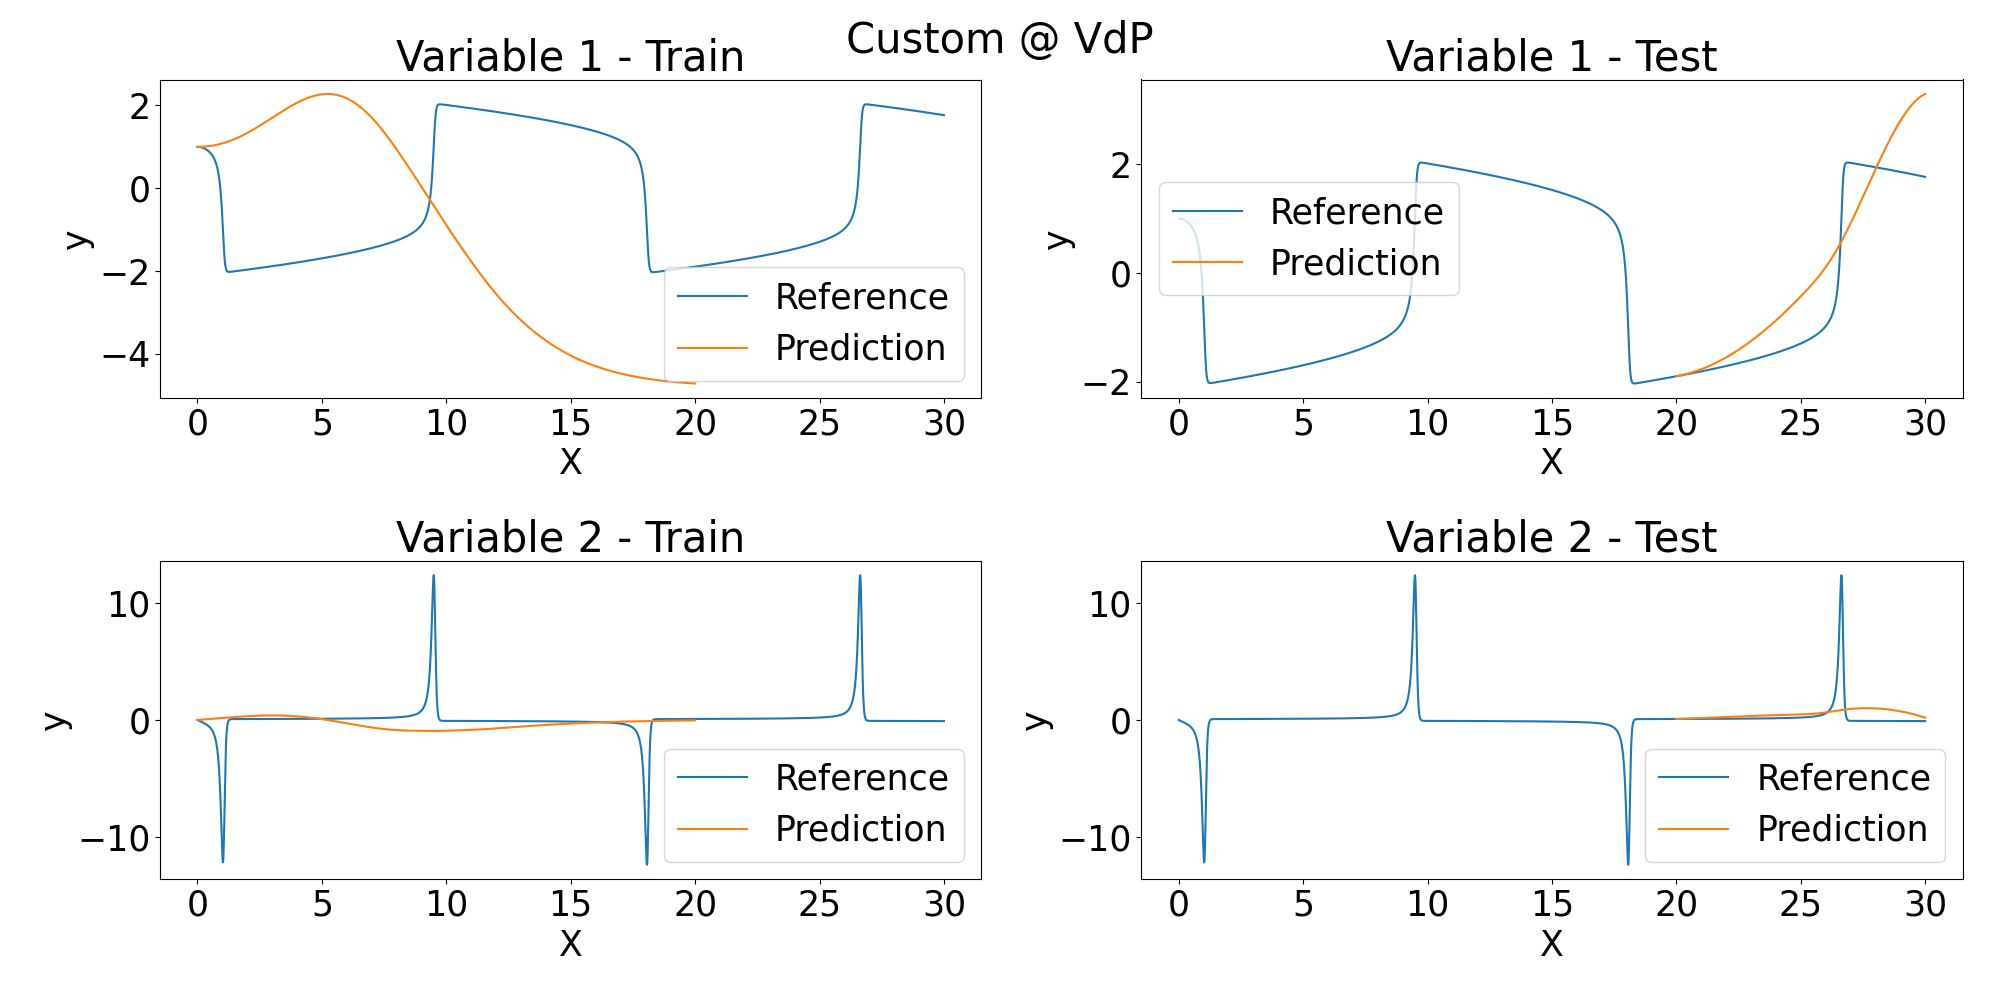 Custom @ VdP
Variable 1 - Train
2
0
−2
−4
y
0 5 10 15 20 25 30
X
Reference
Prediction
Variable 1 - Test
2
0
−2
y
0 5 10 15 20 25 30
X
Reference
Prediction
Variable 2 - Train
10
0
−10
y
0 5 10 15 20 25 30
X
Reference
Prediction
Variable 2 - Test
10
0
−10
y
0 5 10 15 20 25 30
X
Reference
Prediction